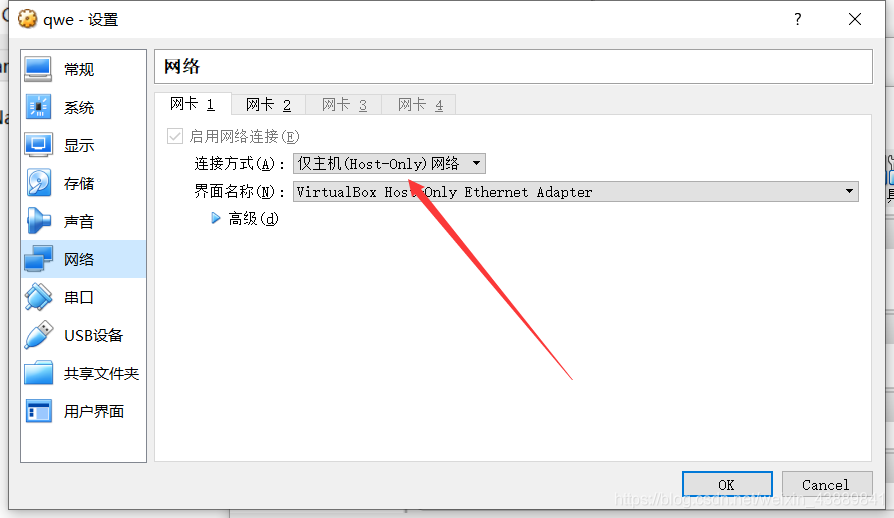 qwe - 设置
?
常规
系统
显示
存储
声音
网络
串口
USB设备
共享文件夹
用户界面
网络
网卡 1 网卡 2 网卡 3 网卡 4
启用网络连接(E)
连接方式(A): 仅主机(Host-Only)网络
界面名称(N): VirtualBox Host-Only Ethernet Adapter
高级(d)
OK Cancel
https://blog.csdn.net/weixin_43889841